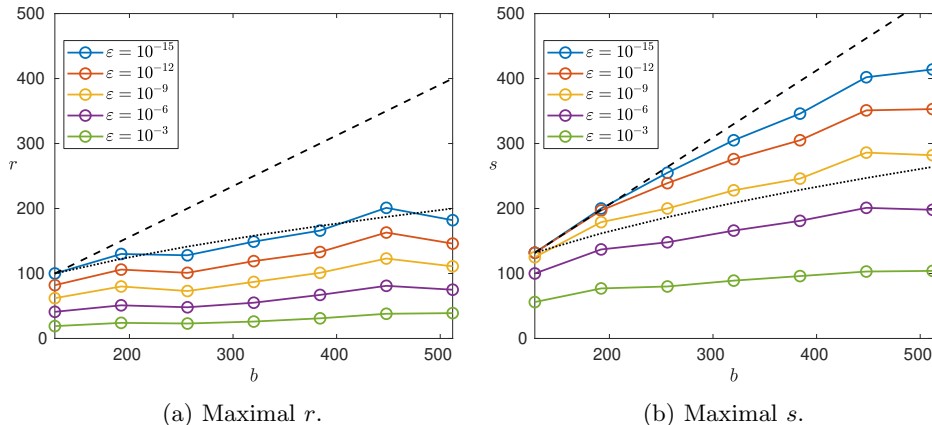 500
400
300
r
200
100
0
ε = 10⁻¹⁵
ε = 10⁻¹²
ε = 10⁻⁹
ε = 10⁻⁶
ε = 10⁻³
200 300 400 500
b
(a) Maximal r.
500
400
300
s
200
100
0
ε = 10⁻¹⁵
ε = 10⁻¹²
ε = 10⁻⁹
ε = 10⁻⁶
ε = 10⁻³
200 300 400 500
b
(b) Maximal s.